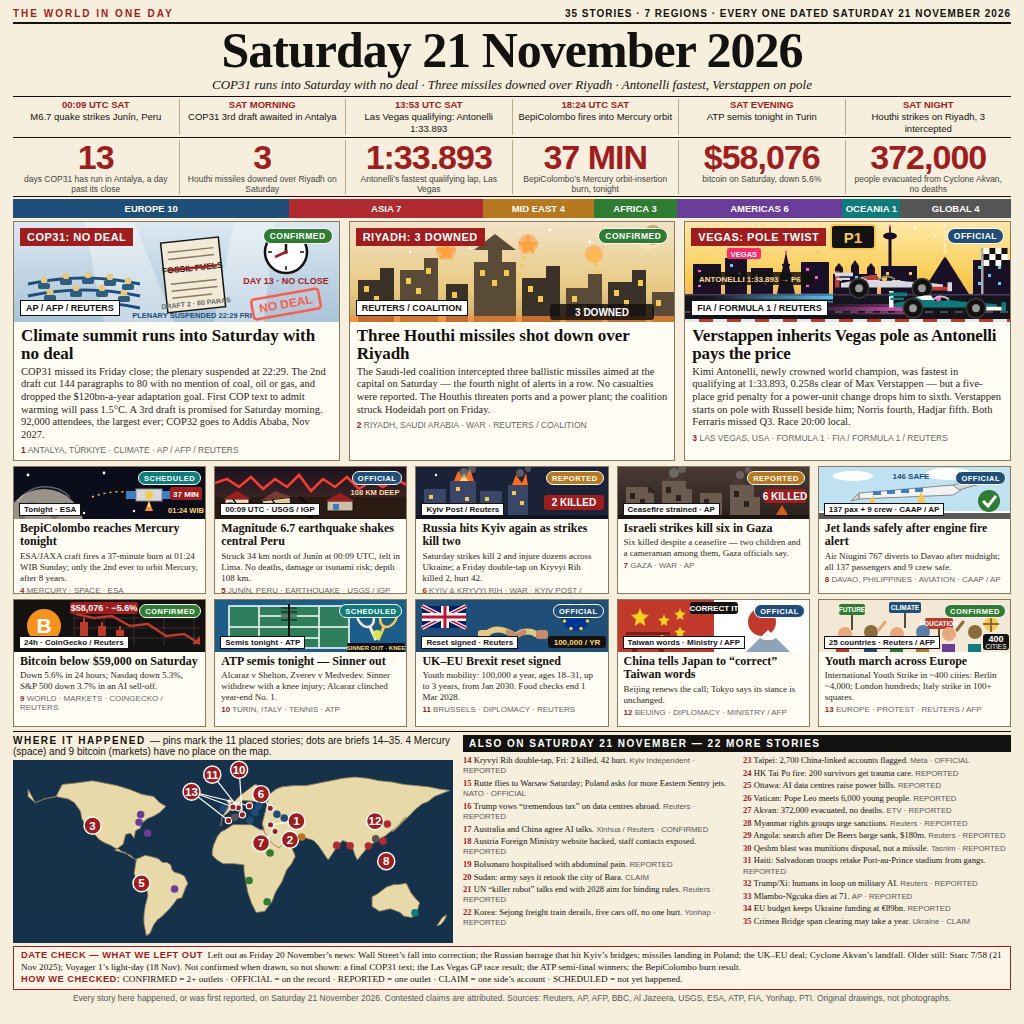 THE WORLD IN ONE DAY
35 STORIES · 7 REGIONS · EVERY ONE DATED SATURDAY 21 NOVEMBER 2026
Saturday 21 November 2026
COP31 runs into Saturday with no deal · Three missiles downed over Riyadh · Antonelli fastest, Verstappen on pole
00:09 UTC SAT
M6.7 quake strikes Junín, Peru
SAT MORNING
COP31 3rd draft awaited in Antalya
13:53 UTC SAT
Las Vegas qualifying: Antonelli
1:33.893
18:24 UTC SAT
BepiColombo fires into Mercury orbit
SAT EVENING
ATP semis tonight in Turin
SAT NIGHT
Houthi strikes on Riyadh, 3
intercepted
13
days COP31 has run in Antalya, a day
past its close
3
Houthi missiles downed over Riyadh on
Saturday
1:33.893
Antonelli's fastest qualifying lap, Las
Vegas
37 MIN
BepiColombo's Mercury orbit-insertion
burn, tonight
$58,076
bitcoin on Saturday, down 5.6%
372,000
people evacuated from Cyclone Akvan,
no deaths
EUROPE 10
ASIA 7
MID EAST 4
AFRICA 3
AMERICAS 6
OCEANIA 1
GLOBAL 4
COP31: NO DEAL
CONFIRMED
FOSSIL FUELS
DRAFT 2 · 80 PARAS
DAY 13 · NO CLOSE
NO DEAL
AP / AFP / REUTERS
PLENARY SUSPENDED 22:29 FRI
Climate summit runs into Saturday with
no deal
COP31 missed its Friday close; the plenary suspended at 22:29. The 2nd
draft cut 144 paragraphs to 80 with no mention of coal, oil or gas, and
dropped the $120bn-a-year adaptation goal. First COP text to admit
warming will pass 1.5°C. A 3rd draft is promised for Saturday morning.
92,000 attendees, the largest ever; COP32 goes to Addis Ababa, Nov
2027.
1 ANTALYA, TÜRKIYE · CLIMATE · AP / AFP / REUTERS
RIYADH: 3 DOWNED
CONFIRMED
REUTERS / COALITION
3 DOWNED
Three Houthi missiles shot down over
Riyadh
The Saudi-led coalition intercepted three ballistic missiles aimed at the
capital on Saturday — the fourth night of alerts in a row. No casualties
were reported. The Houthis threaten ports and a power plant; the coalition
struck Hodeidah port on Friday.
2 RIYADH, SAUDI ARABIA · WAR · REUTERS / COALITION
VEGAS: POLE TWIST
P1
OFFICIAL
VEGAS
ANTONELLI 1:33.893 → P6
FIA / FORMULA 1 / REUTERS
Verstappen inherits Vegas pole as Antonelli
pays the price
Kimi Antonelli, newly crowned world champion, was fastest in
qualifying at 1:33.893, 0.258s clear of Max Verstappen — but a five-
place grid penalty for a power-unit change drops him to sixth. Verstappen
starts on pole with Russell beside him; Norris fourth, Hadjar fifth. Both
Ferraris missed Q3. Race 20:00 local.
3 LAS VEGAS, USA · FORMULA 1 · FIA / FORMULA 1 / REUTERS
SCHEDULED
37 MIN
Tonight · ESA
01:24 WIB
BepiColombo reaches Mercury
tonight
ESA/JAXA craft fires a 37-minute burn at 01:24
WIB Sunday; only the 2nd ever to orbit Mercury,
after 8 years.
4 MERCURY · SPACE · ESA
OFFICIAL
108 KM DEEP
00:09 UTC · USGS / IGP
Magnitude 6.7 earthquake shakes
central Peru
Struck 34 km north of Junín at 00:09 UTC, felt in
Lima. No deaths, damage or tsunami risk; depth
108 km.
5 JUNÍN, PERU · EARTHQUAKE · USGS / IGP
REPORTED
2 KILLED
Kyiv Post / Reuters
Russia hits Kyiv again as strikes
kill two
Saturday strikes kill 2 and injure dozens across
Ukraine; a Friday double-tap on Kryvyi Rih
killed 2, hurt 42.
6 KYIV & KRYVYI RIH · WAR · KYIV POST /
REPORTED
6 KILLED
Ceasefire strained · AP
Israeli strikes kill six in Gaza
Six killed despite a ceasefire — two children and
a cameraman among them, Gaza officials say.
7 GAZA · WAR · AP
146 SAFE
OFFICIAL
137 pax + 9 crew · CAAP / AP
Jet lands safely after engine fire
alert
Air Niugini 767 diverts to Davao after midnight;
all 137 passengers and 9 crew safe.
8 DAVAO, PHILIPPINES · AVIATION · CAAP / AP
$58,076 · −5.6%
CONFIRMED
B
24h · CoinGecko / Reuters
Bitcoin below $59,000 on Saturday
Down 5.6% in 24 hours; Nasdaq down 5.3%,
S&P 500 down 3.7% in an AI sell-off.
9 WORLD · MARKETS · COINGECKO /
REUTERS
SCHEDULED
Semis tonight · ATP
SINNER OUT · KNEE
ATP semis tonight — Sinner out
Alcaraz v Shelton, Zverev v Medvedev. Sinner
withdrew with a knee injury; Alcaraz clinched
year-end No. 1.
10 TURIN, ITALY · TENNIS · ATP
OFFICIAL
Reset signed · Reuters
100,000 / YR
UK–EU Brexit reset signed
Youth mobility: 100,000 a year, ages 18–31, up
to 3 years, from Jan 2030. Food checks end 1
Mar 2028.
11 BRUSSELS · DIPLOMACY · REUTERS
CORRECT IT
OFFICIAL
Taiwan words · Ministry / AFP
China tells Japan to “correct”
Taiwan words
Beijing renews the call; Tokyo says its stance is
unchanged.
12 BEIJING · DIPLOMACY · MINISTRY / AFP
FUTURE
CLIMATE
EDUCATION
CONFIRMED
25 countries · Reuters / AFP
400
CITIES
Youth march across Europe
International Youth Strike in ~400 cities: Berlin
~4,000; London hundreds; Italy strike in 100+
squares.
13 EUROPE · PROTEST · REUTERS / AFP
WHERE IT HAPPENED — pins mark the 11 placed stories; dots are briefs 14–35. 4 Mercury
(space) and 9 bitcoin (markets) have no place on the map.
11
10
13
6
3
1
12
7
2
8
5
ALSO ON SATURDAY 21 NOVEMBER — 22 MORE STORIES
14 Kryvyi Rih double-tap, Fri: 2 killed, 42 hurt. Kyiv Independent ·
REPORTED
15 Rutte flies to Warsaw Saturday; Poland asks for more Eastern Sentry jets.
NATO · OFFICIAL
16 Trump vows “tremendous tax” on data centres abroad. Reuters ·
REPORTED
17 Australia and China agree AI talks. Xinhua / Reuters · CONFIRMED
18 Austria Foreign Ministry website hacked, staff contacts exposed.
REPORTED
19 Bolsonaro hospitalised with abdominal pain. REPORTED
20 Sudan: army says it retook the city of Bara. CLAIM
21 UN “killer robot” talks end with 2028 aim for binding rules. Reuters ·
REPORTED
22 Korea: Sejong freight train derails, five cars off, no one hurt. Yonhap ·
REPORTED
23 Taipei: 2,700 China-linked accounts flagged. Meta · OFFICIAL
24 HK Tai Po fire: 200 survivors get trauma care. REPORTED
25 Ottawa: AI data centres raise power bills. REPORTED
26 Vatican: Pope Leo meets 6,000 young people. REPORTED
27 Akvan: 372,000 evacuated, no deaths. ETV · REPORTED
28 Myanmar rights groups urge sanctions. Reuters · REPORTED
29 Angola: search after De Beers barge sank, $180m. Reuters · REPORTED
30 Qeshm blast was munitions disposal, not a missile. Tasnim · REPORTED
31 Haiti: Salvadoran troops retake Port-au-Prince stadium from gangs.
REPORTED
32 Trump/Xi: humans in loop on military AI. Reuters · REPORTED
33 Mlambo-Ngcuka dies at 71. AP · REPORTED
34 EU budget keeps Ukraine funding at €89bn. REPORTED
35 Crimea Bridge span clearing may take a year. Ukraine · CLAIM
DATE CHECK — WHAT WE LEFT OUT Left out as Friday 20 November's news: Wall Street's fall into correction; the Russian barrage that hit Kyiv's bridges; missiles landing in Poland; the UK–EU deal; Cyclone Akvan's landfall. Older still: Starc 7/58 (21
Nov 2025); Voyager 1's light-day (18 Nov). Not confirmed when drawn, so not shown: a final COP31 text; the Las Vegas GP race result; the ATP semi-final winners; the BepiColombo burn result.
HOW WE CHECKED: CONFIRMED = 2+ outlets · OFFICIAL = on the record · REPORTED = one outlet · CLAIM = one side's account · SCHEDULED = not yet happened.
Every story here happened, or was first reported, on Saturday 21 November 2026. Contested claims are attributed. Sources: Reuters, AP, AFP, BBC, Al Jazeera, USGS, ESA, ATP, FIA, Yonhap, PTI. Original drawings, not photographs.